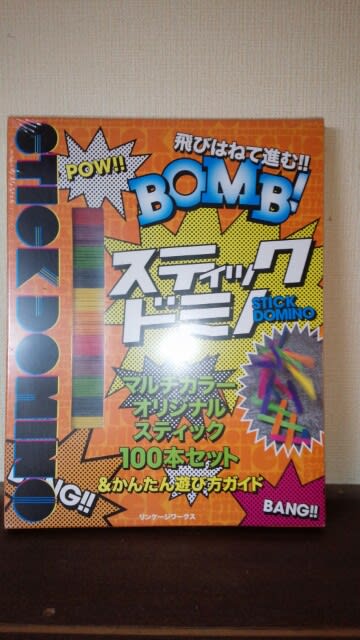 STICK DOMINO
POW!!
飛びはねて進む!!
BOMB!
スティック
ドミノ
STICK
DOMINO
マルチカラー
オリジナル
スティック
100本セット
&かんたん遊び方ガイド
NG!!
BANG!!
リンケージワークス